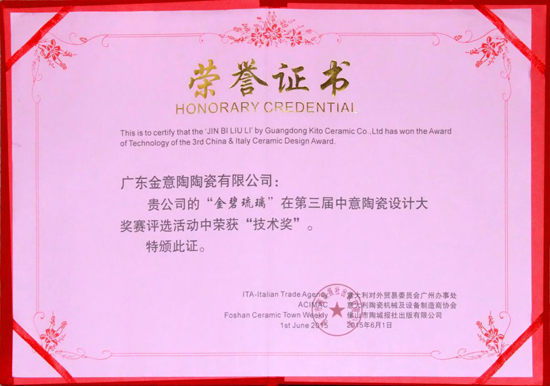 荣誉证书
HONORARY CREDENTIAL
This is to certify that the 'JIN BI LIU LI' by Guangdong Kito Ceramic Co.,Ltd has won the Award
of Technology of the 3rd China & Italy Ceramic Design Award.
广东金意陶陶瓷有限公司：
贵公司的“金碧琉璃”在第三届中意陶瓷设计大
奖赛评选活动中荣获“技术奖”。
特颁此证。
ITA-Italian Trade Agency 意大利对外贸易委员会广州办事处
ACIMAC 意大利陶瓷机械及设备制造商协会
Foshan Ceramic Town Weekly 佛山市陶城报社出版有限公司
1st June 2015 2015年6月1日